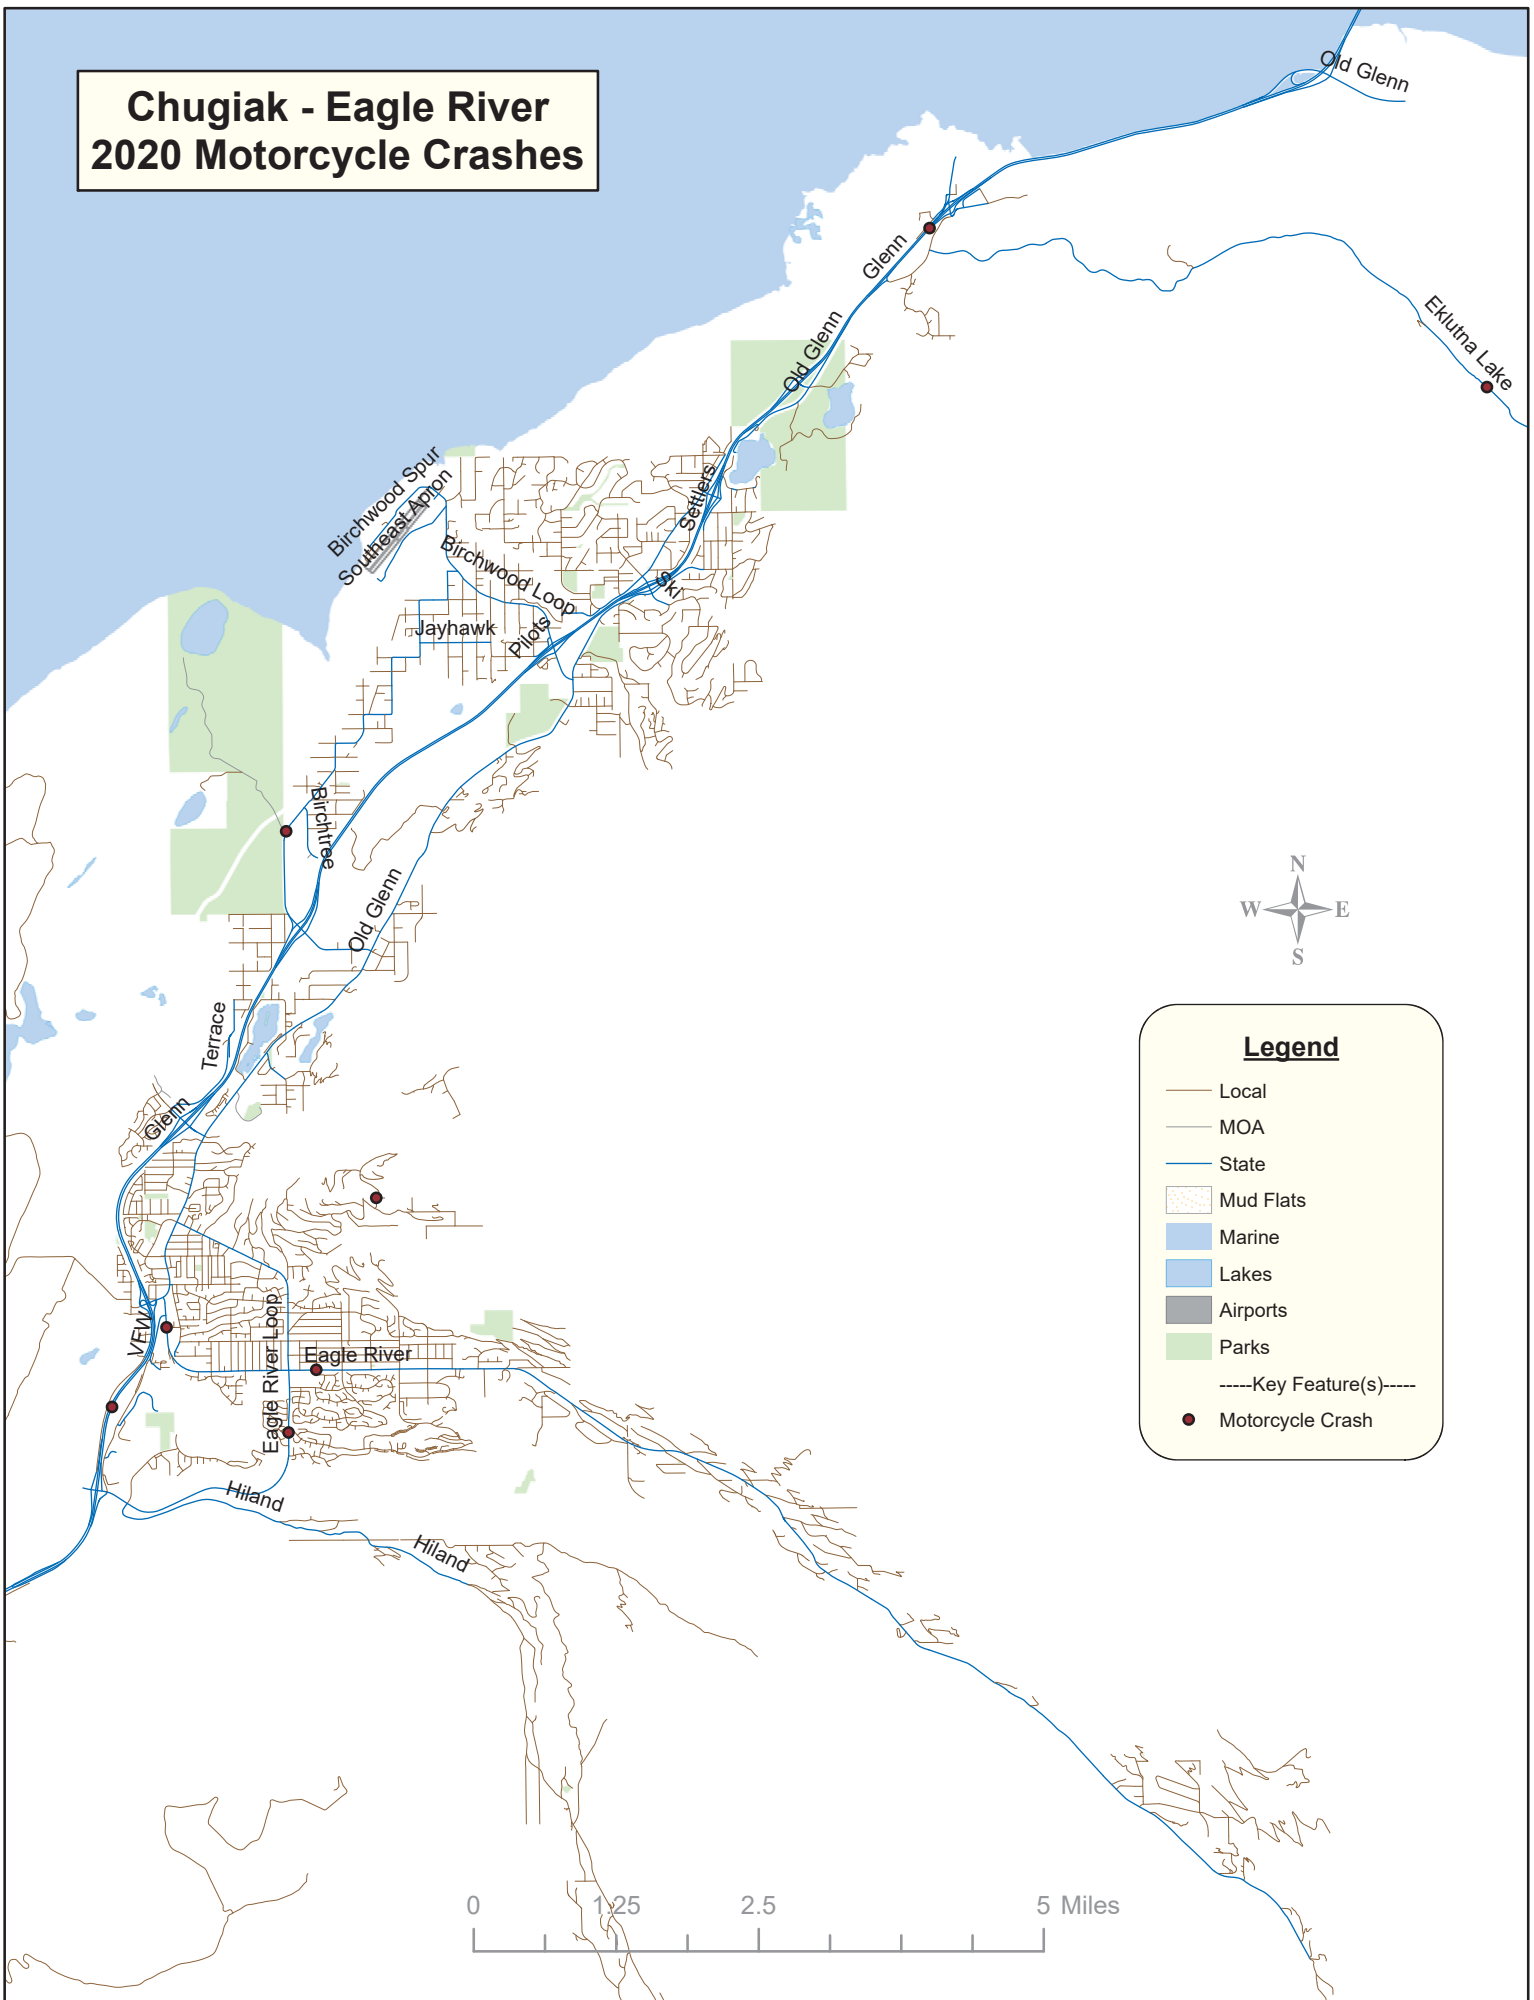 Chugiak - Eagle River
2020 Motorcycle Crashes
Old Glenn
Glenn
Eklutna Lake
Old Glenn
Birchwood Spur
Southeast Apron
Settlers
Birchwood Loop
Ski
Jayhawk
Pilots
Birchtree
Old Glenn
N
W E
S
Terrace
Glenn
VFW
Eagle River Loop
Eagle River
Hiland
Hiland
Legend
Local
MOA
State
Mud Flats
Marine
Lakes
Airports
Parks
-----Key Feature(s)-----
Motorcycle Crash
0 1.25 2.5 5 Miles